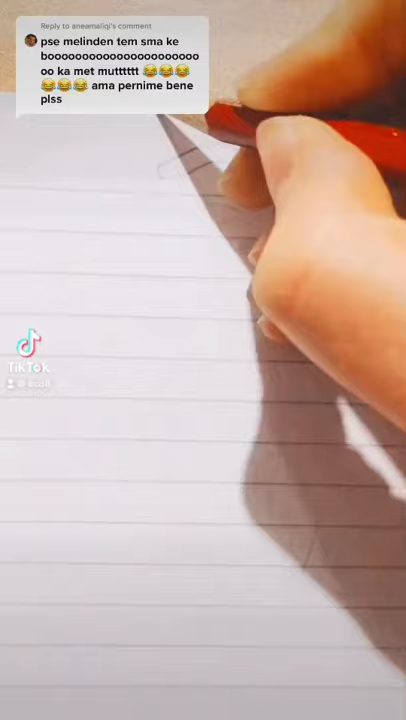 Reply to aneamaliqi's comment
pse melinden tem sma ke
boooooooooooooooooooooooo
oo ka met mutttttt 😂😂😂
😂😂😂 ama pernime bene
plss
TikTok